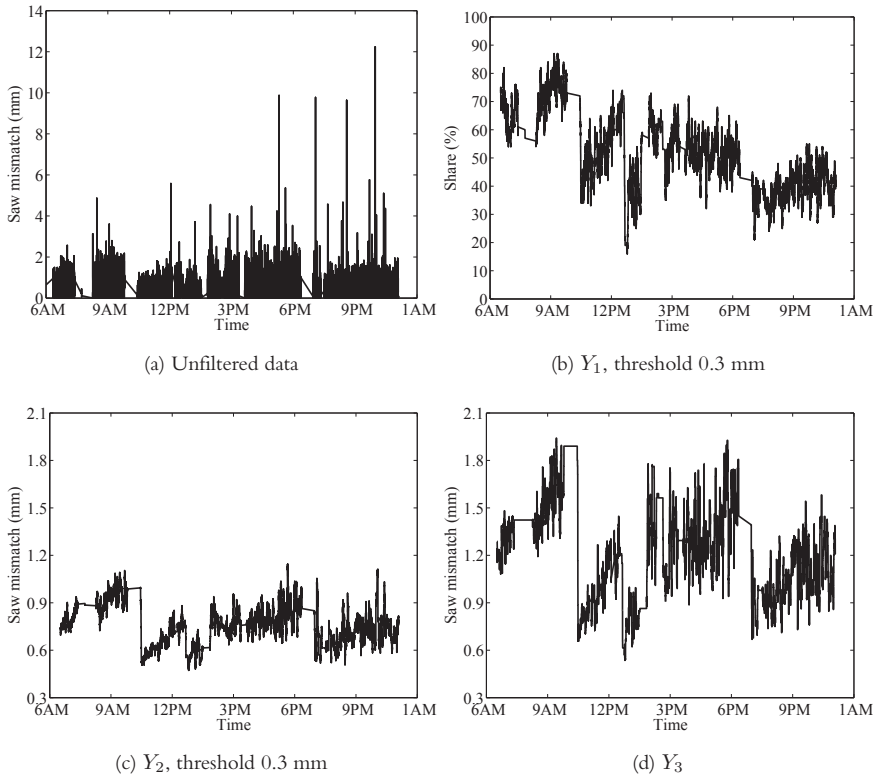 14
12
10
8
6
4
2
0
Saw mismatch (mm)
6AM 9AM 12PM 3PM 6PM 9PM 1AM
Time
(a) Unfiltered data
100
90
80
70
60
50
40
30
20
10
0
Share (%)
6AM 9AM 12PM 3PM 6PM 9PM 1AM
Time
(b) Y₁, threshold 0.3 mm
2.1
1.8
1.5
1.2
0.9
0.6
0.3
Saw mismatch (mm)
6AM 9AM 12PM 3PM 6PM 9PM 1AM
Time
(c) Y₂, threshold 0.3 mm
2.1
1.8
1.5
1.2
0.9
0.6
0.3
Saw mismatch (mm)
6AM 9AM 12PM 3PM 6PM 9PM 1AM
Time
(d) Y₃